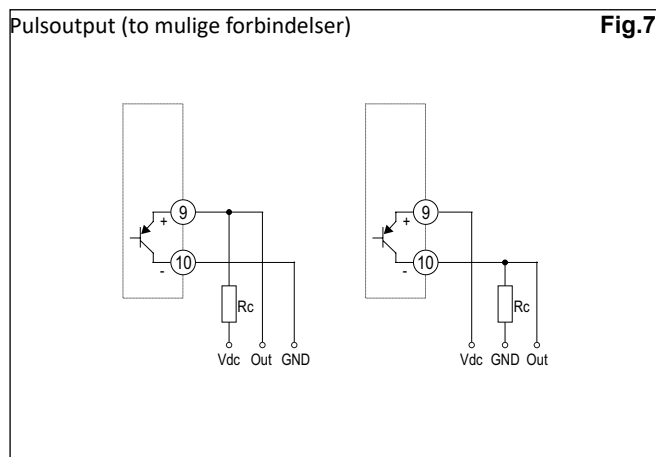 Pulsoutput (to mulige forbindelser) Fig.7
9 9
+ +
10 10
- -
Rc Rc
Vdc Out GND Vdc GND Out